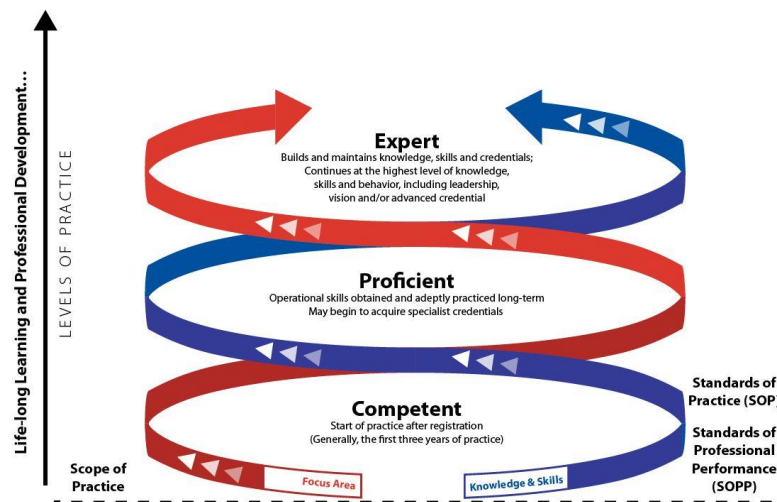 Life-long Learning and Professional Development...
LEVELS OF PRACTICE
Expert
Builds and maintains knowledge, skills and credentials;
Continues at the highest level of knowledge,
skills and behavior, including leadership,
vision and/or advanced credential
Proficient
Operational skills obtained and adeptly practiced long-term
May begin to acquire specialist credentials
Competent
Start of practice after registration
(Generally, the first three years of practice)
Standards of
Practice (SOP)
Standards of
Professional
Performance
(SOPP)
Scope of
Practice
Focus Area
Knowledge & Skills